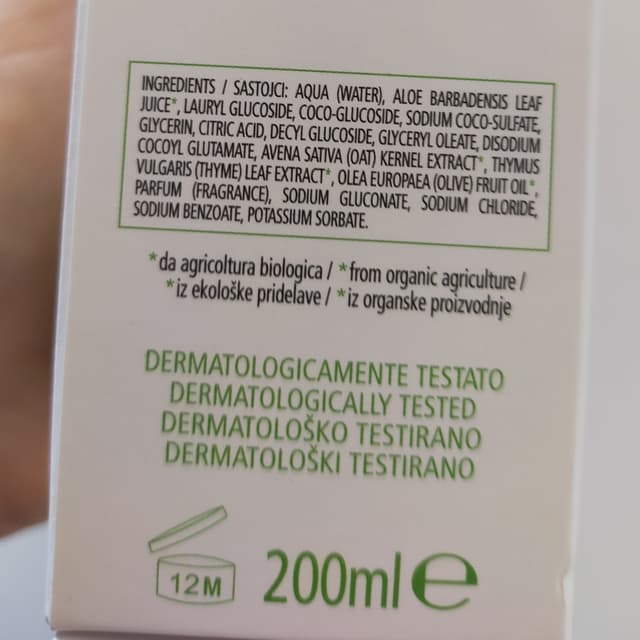 INGREDIENTS / SASTOJCI: AQUA (WATER), ALOE BARBADENSIS LEAF
JUICE*, LAURYL GLUCOSIDE, COCO-GLUCOSIDE, SODIUM COCO-SULFATE,
GLYCERIN, CITRIC ACID, DECYL GLUCOSIDE, GLYCERYL OLEATE, DISODIUM
COCOYL GLUTAMATE, AVENA SATIVA (OAT) KERNEL EXTRACT*, THYMUS
VULGARIS (THYME) LEAF EXTRACT*, OLEA EUROPAEA (OLIVE) FRUIT OIL*,
PARFUM (FRAGRANCE), SODIUM GLUCONATE, SODIUM CHLORIDE,
SODIUM BENZOATE, POTASSIUM SORBATE.
*da agricoltura biologica / *from organic agriculture /
*iz ekološke pridelave / *iz organske proizvodnje
DERMATOLOGICAMENTE TESTATO
DERMATOLOGICALLY TESTED
DERMATOLOŠKO TESTIRANO
DERMATOLOŠKI TESTIRANO
12M 200ml e